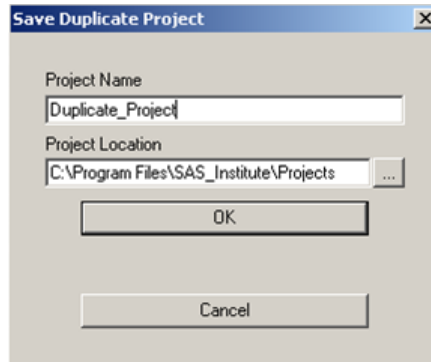 Save Duplicate Project
Project Name
Duplicate_Project
Project Location
C:\Program Files\SAS_Institute\Projects
...
OK
Cancel